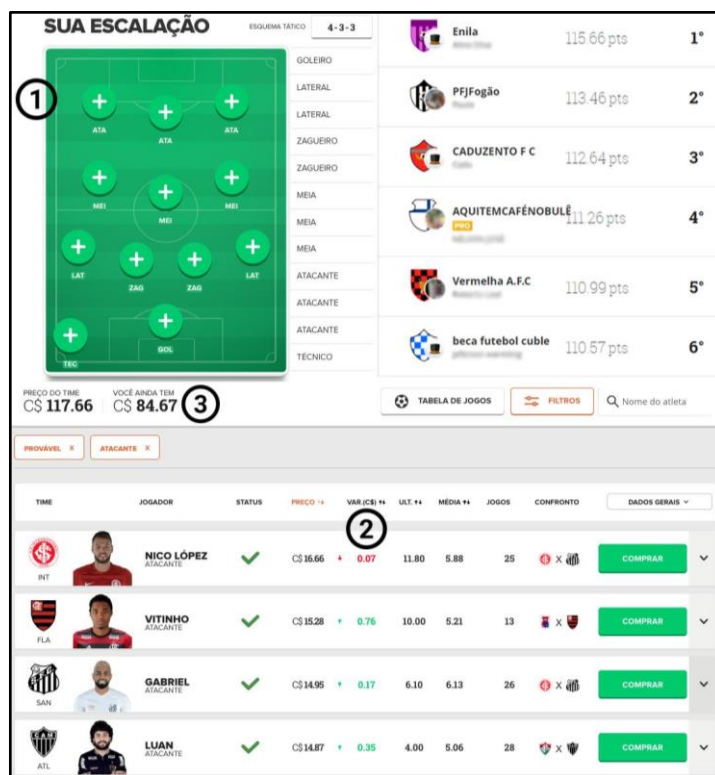 SUA ESCALAÇÃO
ESQUEMA TÁTICO 4-3-3
1
ATA ATA ATA
MEI MEI MEI
LAT ZAG ZAG LAT
TEC GOL
GOLEIRO
LATERAL
LATERAL
ZAGUEIRO
ZAGUEIRO
MEIA
MEIA
MEIA
ATACANTE
ATACANTE
ATACANTE
TÉCNICO
PREÇO DO TIME
C$ 117.66
VOCÊ AINDA TEM
C$ 84.67
3
Enila 115.66 pts 1°
PFJFogão 113.46 pts 2°
CADUZENTO F C 112.64 pts 3°
AQUITEMCAFÉNOBULÊ 111.26 pts 4°
PRO
Vermelha A.F.C 110.99 pts 5°
beca futebol cuble 110.57 pts 6°
TABELA DE JOGOS FILTROS Nome do atleta
PROVÁVEL X ATACANTE X
TIME JOGADOR STATUS PREÇO VAR.(C$) ULT. MÉDIA JOGOS CONFRONTO DADOS GERAIS
2
INT NICO LÓPEZ C$ 16.66 0.07 11.80 5.88 25 X COMPRAR
ATACANTE
FLA VITINHO C$ 15.28 0.76 10.00 5.21 13 X COMPRAR
ATACANTE
SAN GABRIEL C$ 14.95 0.17 6.10 6.13 26 X COMPRAR
ATACANTE
ATL LUAN C$ 14.87 0.35 4.00 5.06 28 X COMPRAR
ATACANTE